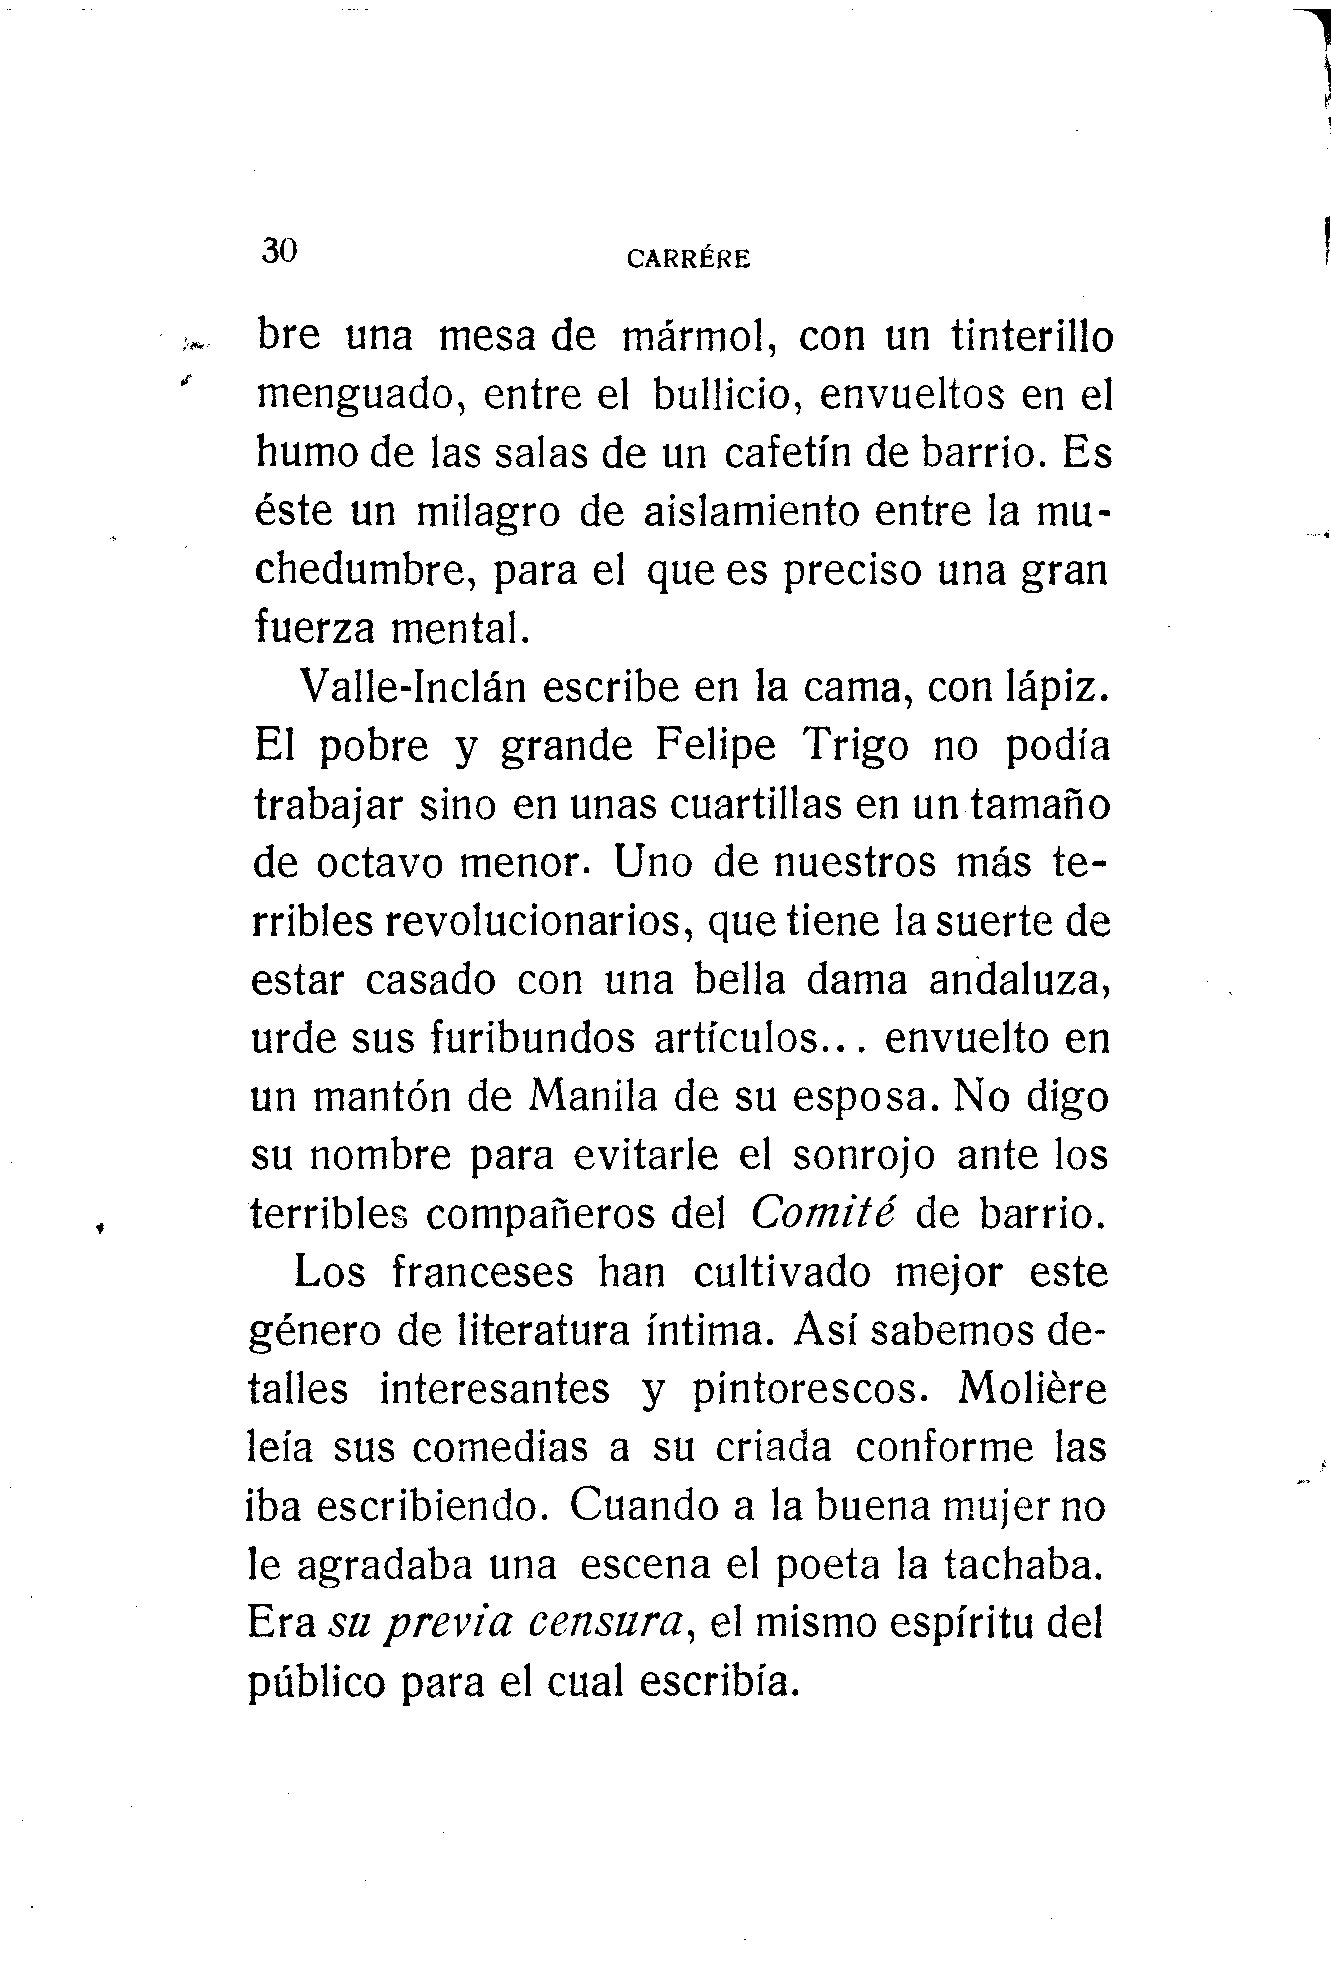 30
CARRÉRE
bre una mesa de mármol, con un tinterillo
menguado, entre el bullicio, envueltos en el
humo de las salas de un cafetín de barrio. Es
éste un milagro de aislamiento entre la mu-
chedumbre, para el que es preciso una gran
fuerza mental.
Valle-Inclán escribe en la cama, con lápiz.
El pobre y grande Felipe Trigo no podía
trabajar sino en unas cuartillas en un tamaño
de octavo menor. Uno de nuestros más te-
rribles revolucionarios, que tiene la suerte de
estar casado con una bella dama andaluza,
urde sus furibundos artículos... envuelto en
un mantón de Manila de su esposa. No digo
su nombre para evitarle el sonrojo ante los
terribles compañeros del Comité de barrio.
Los franceses han cultivado mejor este
género de literatura íntima. Así sabemos de-
talles interesantes y pintorescos. Molière
leía sus comedias a su criada conforme las
iba escribiendo. Cuando a la buena mujer no
le agradaba una escena el poeta la tachaba.
Era su previa censura, el mismo espíritu del
público para el cual escribía.